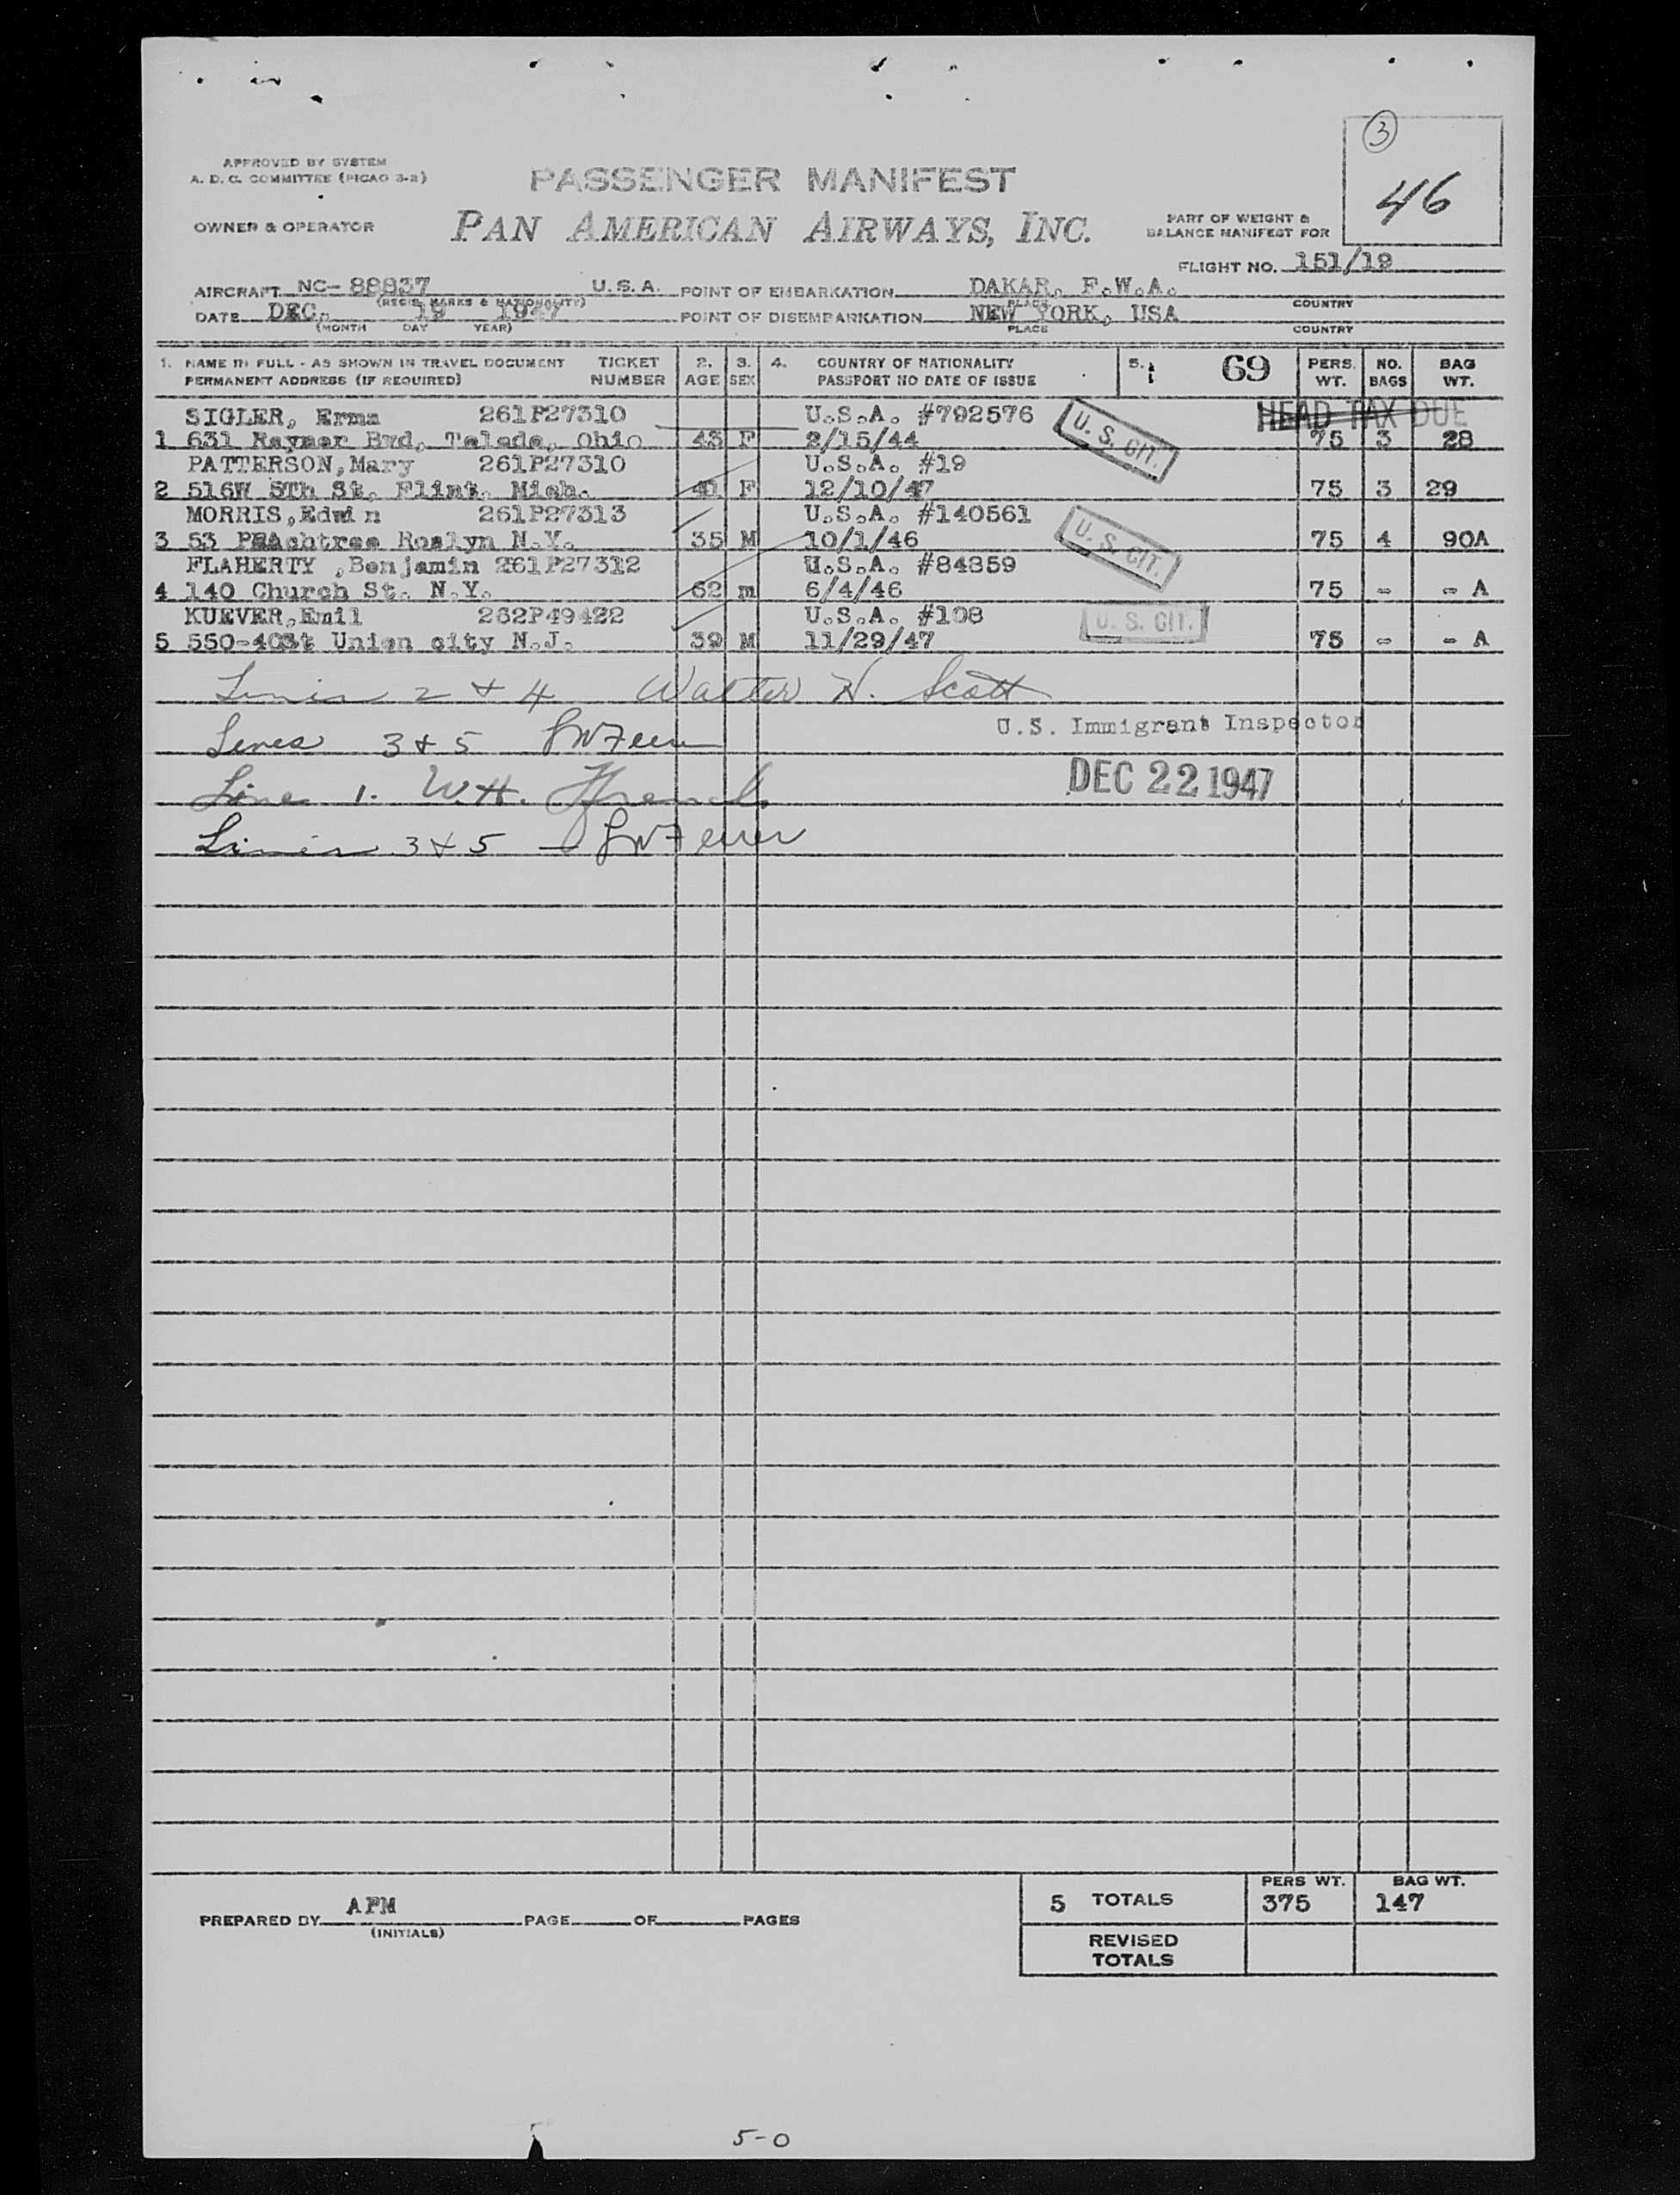 ③
46
APPROVED BY SYSTEM
A. D. C. COMMITTEE (PICAO 3-2)
PASSENGER MANIFEST
OWNER & OPERATOR
PAN AMERICAN AIRWAYS, INC.
PART OF WEIGHT &
BALANCE MANIFEST FOR
FLIGHT NO. 151/19
AIRCRAFT NC-88837 U.S.A. POINT OF EMBARKATION DAKAR, F.W.A.
(REGIS. MARKS & NATIONALITY) PLACE COUNTRY
DATE DEC. 19 1947 POINT OF DISEMBARKATION NEW YORK, USA
(MONTH DAY YEAR) PLACE COUNTRY
1. NAME IN FULL - AS SHOWN IN TRAVEL DOCUMENT TICKET 2. 3. 4. COUNTRY OF NATIONALITY 5. 69 PERS. NO. BAG
PERMANENT ADDRESS (IF REQUIRED) NUMBER AGE SEX PASSPORT NO DATE OF ISSUE WT. BAGS WT.
SIGLER, Erma 261P27310 U.S.A. #792576 U. S. CIT. HEAD TAX DUE
1 631 Raymer Bvd, Toledo, Ohio 43 F 2/15/44 75 3 28
PATTERSON,Mary 261P27310 U.S.A. #19
2 516W 5Th St. Flint. Mich. 41 F 12/10/47 75 3 29
MORRIS,Edwin 261P27313 U.S.A. #140561 U. S. CIT.
3 53 Peachtree Roslyn N.Y. 35 M 10/1/46 75 4 90A
FLAHERTY ,Benjamin 261P27312 U.S.A. #84859
4 140 Church St. N.Y. 62 m 6/4/46 75 - - A
KUEVER,Emil 262P49422 U.S.A. #108 U. S. CIT.
5 550-40St Union city N.J. 39 M 11/29/47 75 - - A
Lines 2 & 4 Walter H. Scott
U.S. Immigrant Inspector
Lines 3 & 5
DEC 22 1947
Line 1. W.H. French
Lines 3 & 5 -
5 TOTALS PERS WT. 375 BAG WT. 147
PREPARED BY APM PAGE OF PAGES
(INITIALS)
REVISED
TOTALS
5-0